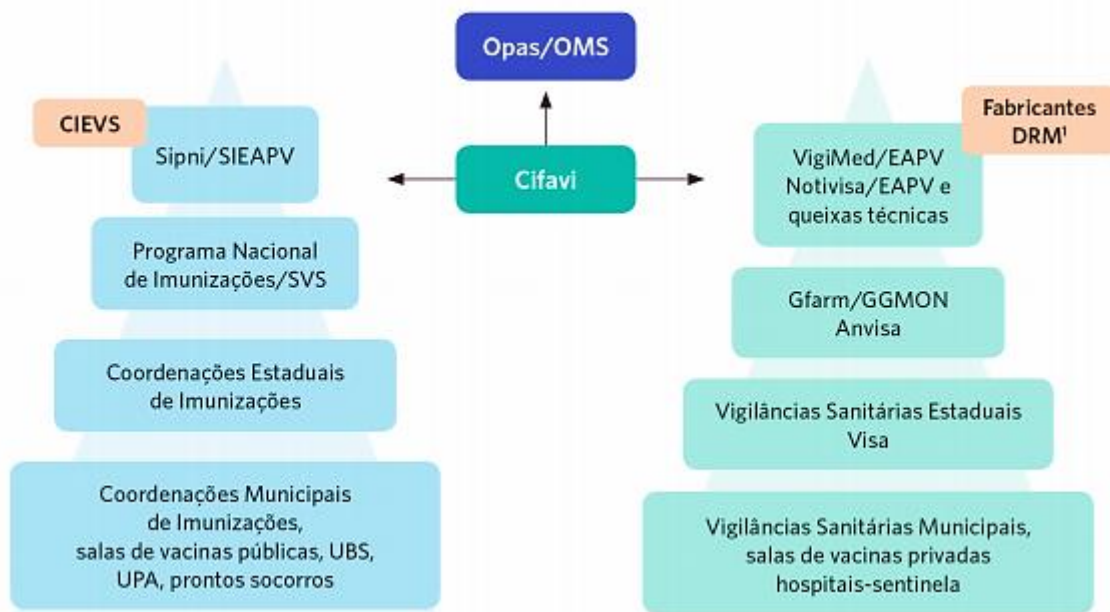 Opas/OMS
CIEVS
Sipni/SIEAPV
Cifavi
Fabricantes
DRM¹
VigiMed/EAPV
Notivisa/EAPV e
queixas técnicas
Programa Nacional
de Imunizações/SVS
Gfarm/GGMON
Anvisa
Coordenações Estaduais
de Imunizações
Vigilâncias Sanitárias Estaduais
Visa
Coordenações Municipais
de Imunizações,
salas de vacinas públicas, UBS,
UPA, prontos socorros
Vigilâncias Sanitárias Municipais,
salas de vacinas privadas
hospitais-sentinela